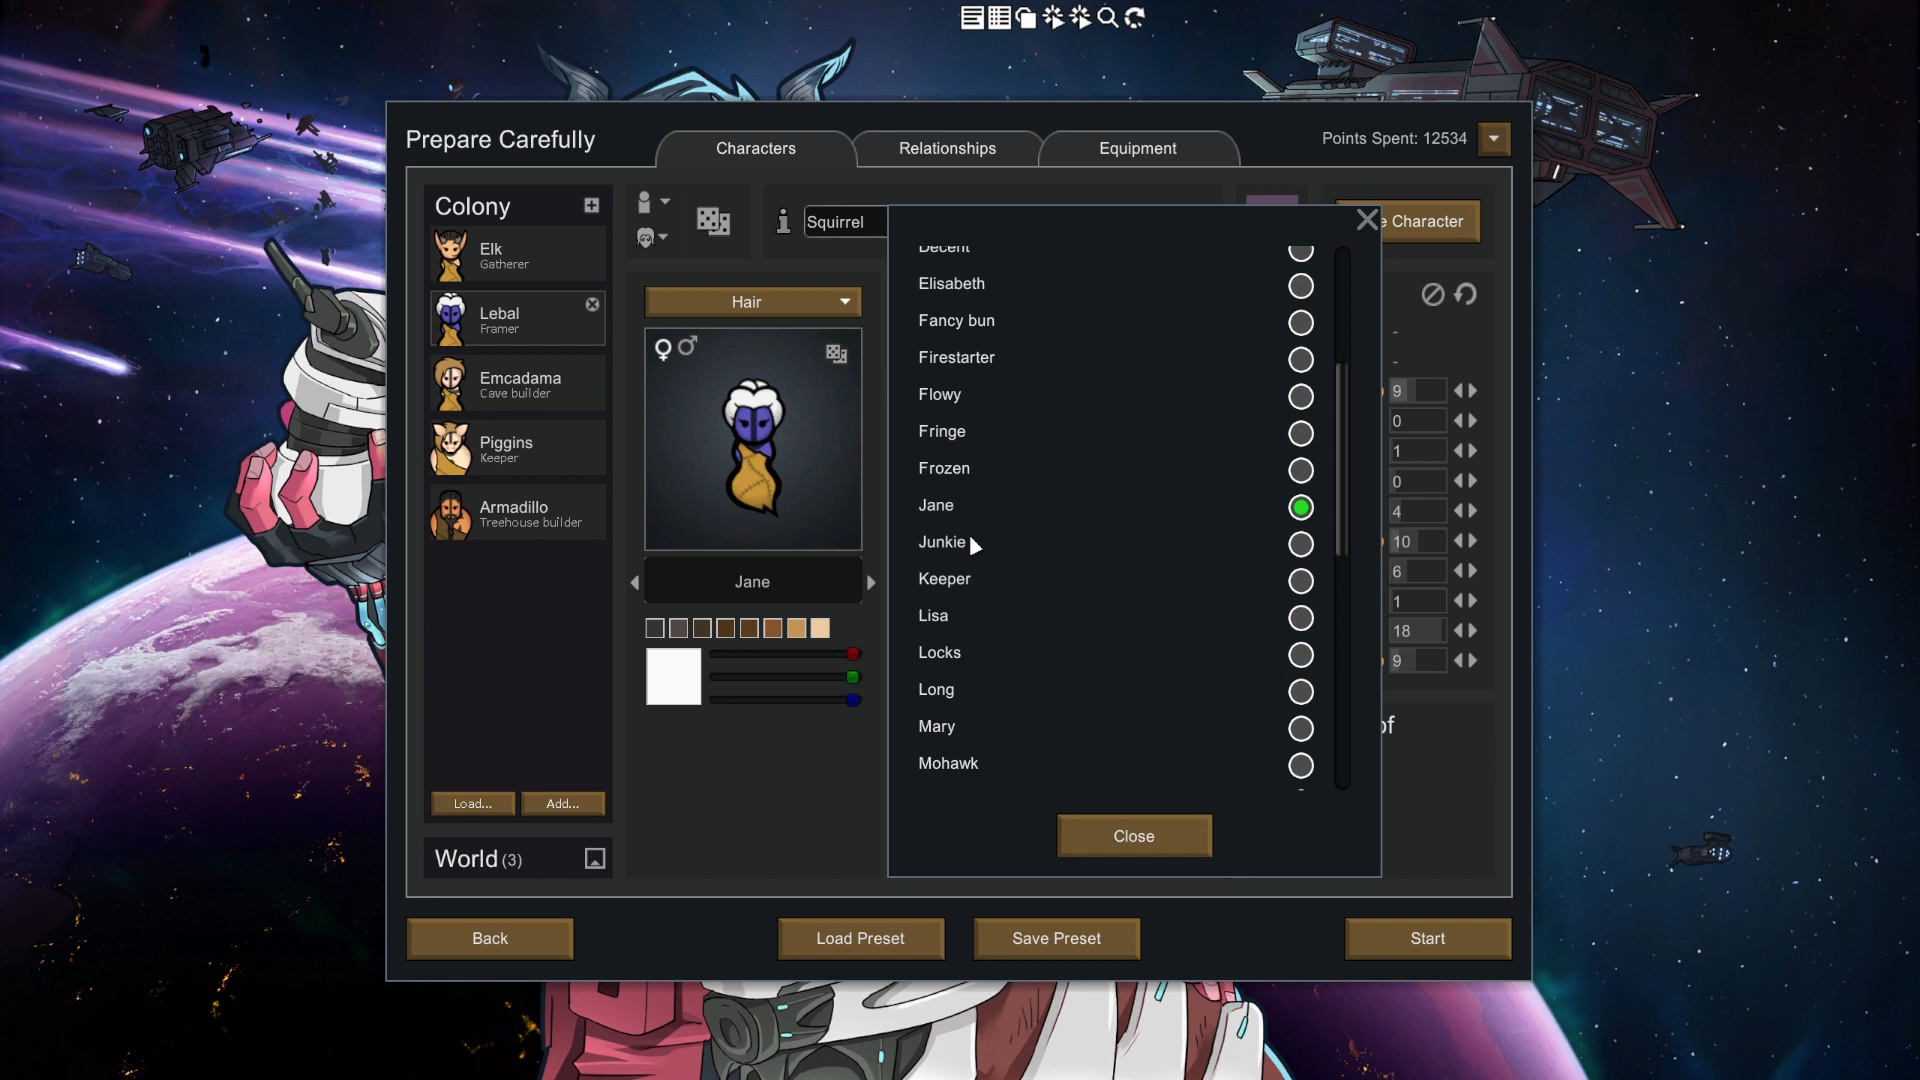 Prepare Carefully
Characters
Relationships
Equipment
Points Spent: 12534
Colony
Elk
Gatherer
Lebal
Framer
Emcadama
Cave builder
Piggins
Keeper
Armadillo
Treehouse builder
Load...
Add...
World (3)
Squirrel
Hair
Jane
Decent
Elisabeth
Fancy bun
Firestarter
Flowy
Fringe
Frozen
Jane
Junkie
Keeper
Lisa
Locks
Long
Mary
Mohawk
Close
Character
-
-
9
0
1
0
4
10
6
1
18
9
Back
Load Preset
Save Preset
Start